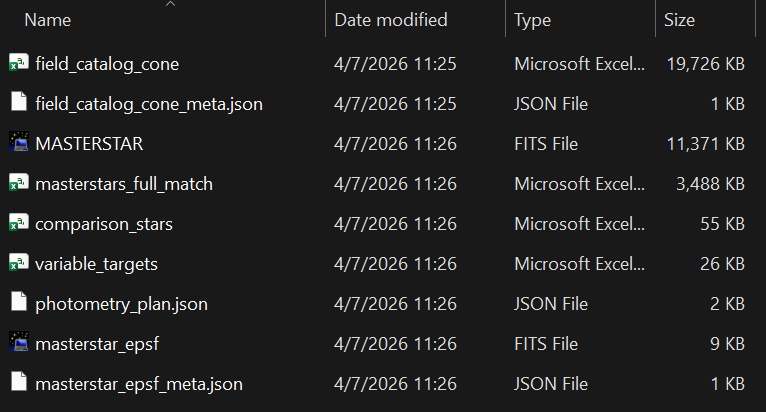 Name Date modified Type Size
field_catalog_cone 4/7/2026 11:25 Microsoft Excel... 19,726 KB
field_catalog_cone_meta.json 4/7/2026 11:25 JSON File 1 KB
MASTERSTAR 4/7/2026 11:26 FITS File 11,371 KB
masterstars_full_match 4/7/2026 11:26 Microsoft Excel... 3,488 KB
comparison_stars 4/7/2026 11:26 Microsoft Excel... 55 KB
variable_targets 4/7/2026 11:26 Microsoft Excel... 26 KB
photometry_plan.json 4/7/2026 11:26 JSON File 2 KB
masterstar_epsf 4/7/2026 11:26 FITS File 9 KB
masterstar_epsf_meta.json 4/7/2026 11:26 JSON File 1 KB